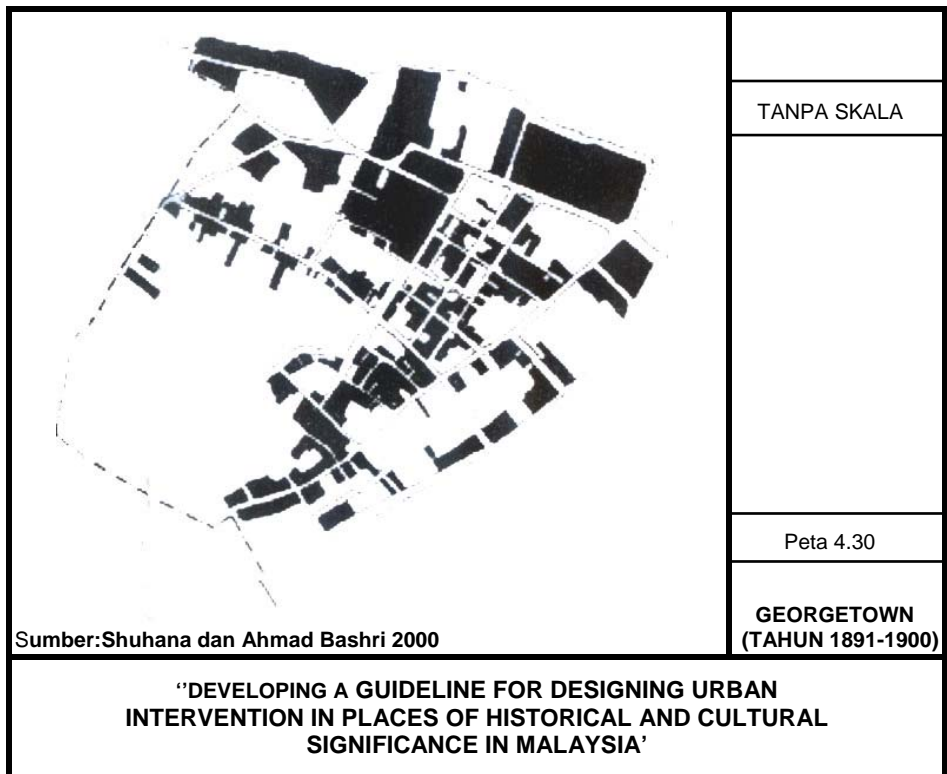 TANPA SKALA
Peta 4.30
GEORGETOWN
(TAHUN 1891-1900)
Sumber:Shuhana dan Ahmad Bashri 2000
‘’DEVELOPING A GUIDELINE FOR DESIGNING URBAN
INTERVENTION IN PLACES OF HISTORICAL AND CULTURAL
SIGNIFICANCE IN MALAYSIA’